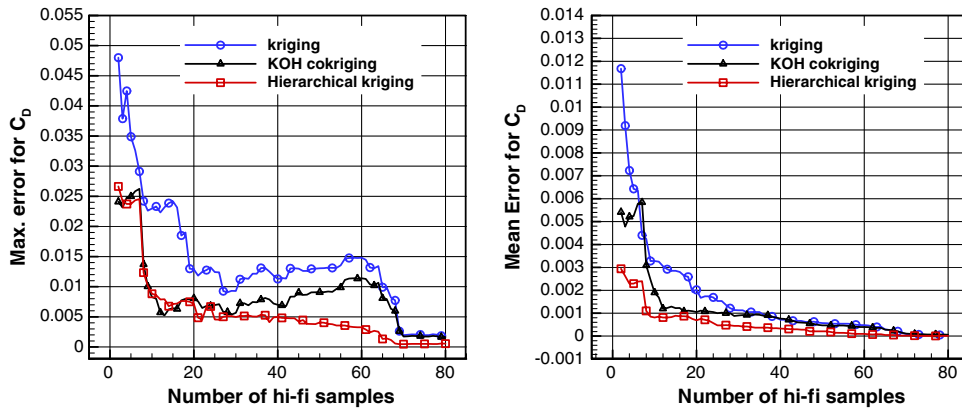 0.055
0.05
0.045
0.04
0.035
0.03
0.025
0.02
0.015
0.01
0.005
0
Max. error for C_D
kriging
KOH cokriging
Hierarchical kriging
0 20 40 60 80
Number of hi-fi samples
0.014
0.013
0.012
0.011
0.01
0.009
0.008
0.007
0.006
0.005
0.004
0.003
0.002
0.001
0
-0.001
Mean Error for C_D
kriging
KOH cokriging
Hierarchical kriging
0 20 40 60 80
Number of hi-fi samples